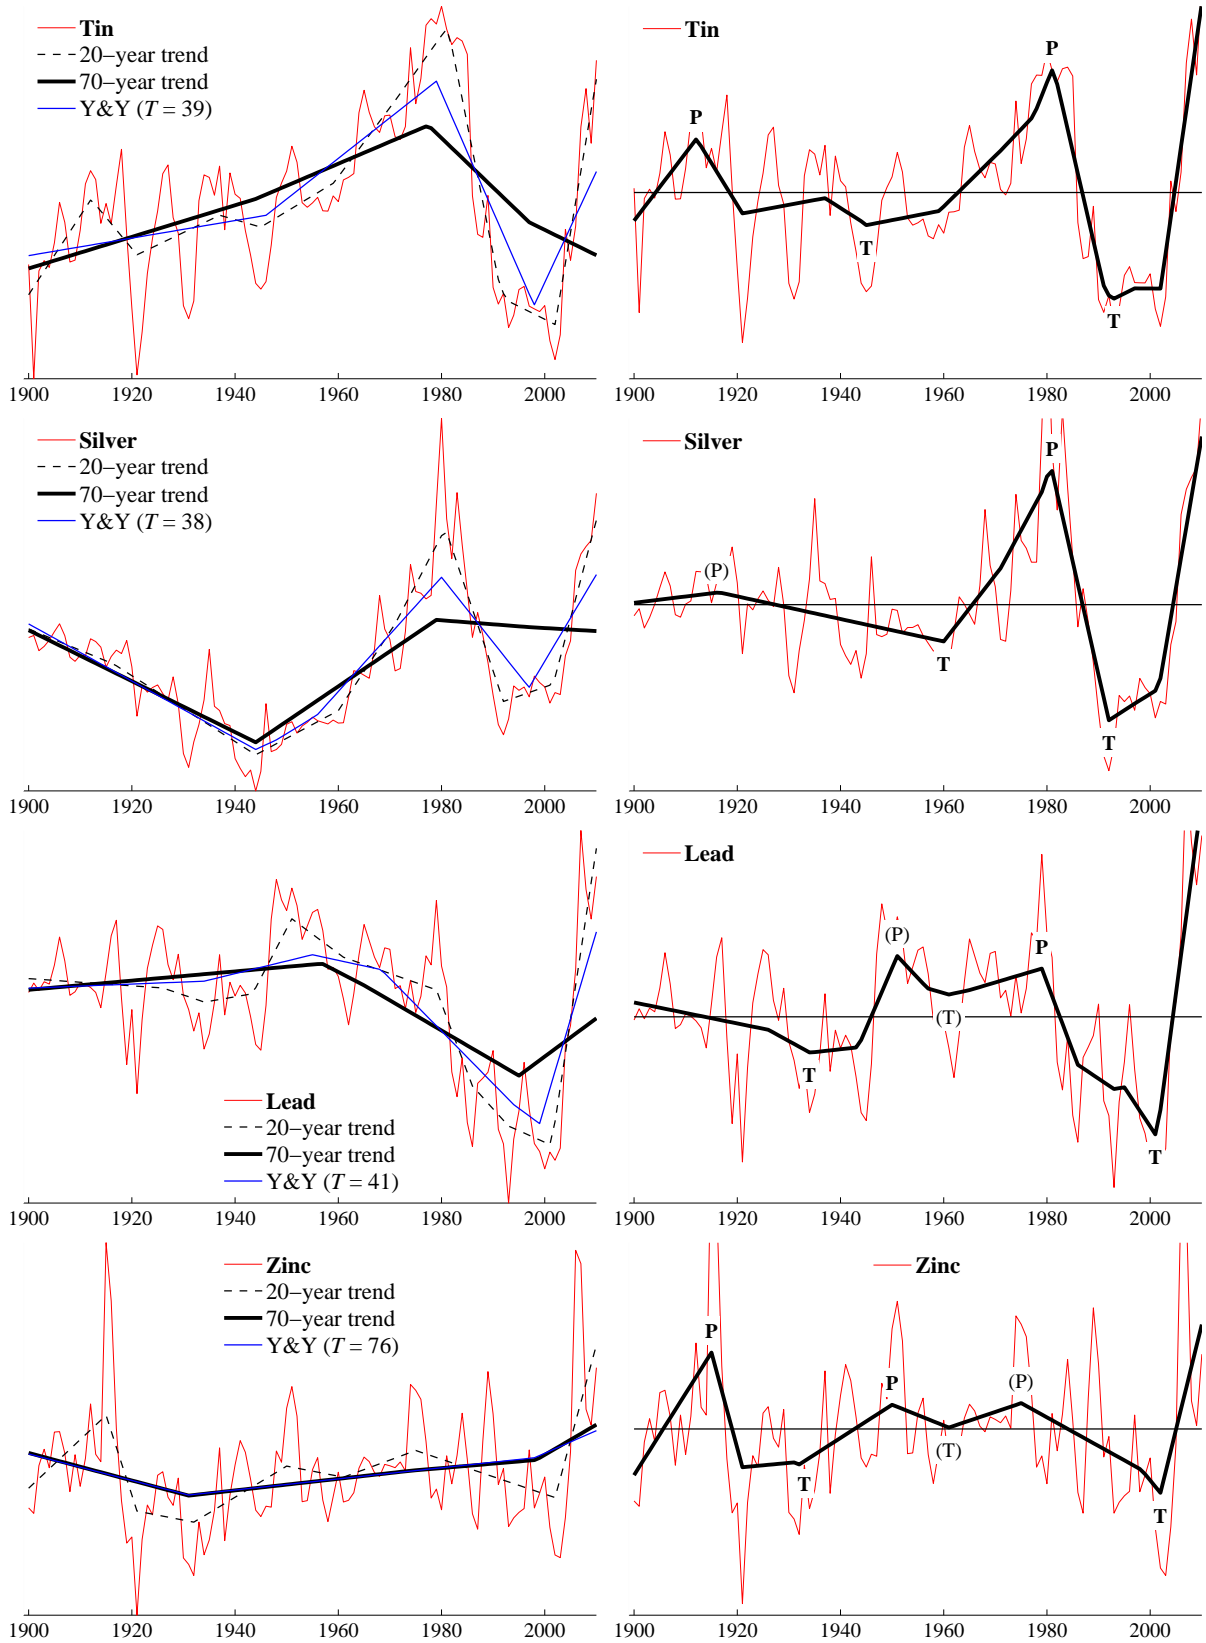 Tin
20−year trend
70−year trend
Y&Y (T = 39)
1900 1920 1940 1960 1980 2000
Tin
P
P
T
T
1900 1920 1940 1960 1980 2000
Silver
20−year trend
70−year trend
Y&Y (T = 38)
1900 1920 1940 1960 1980 2000
Silver
P
(P)
T
T
1900 1920 1940 1960 1980 2000
Lead
20−year trend
70−year trend
Y&Y (T = 41)
1900 1920 1940 1960 1980 2000
Lead
(P)
P
(T)
T
T
1900 1920 1940 1960 1980 2000
Zinc
20−year trend
70−year trend
Y&Y (T = 76)
1900 1920 1940 1960 1980 2000
Zinc
P
P
(P)
(T)
T
T
1900 1920 1940 1960 1980 2000